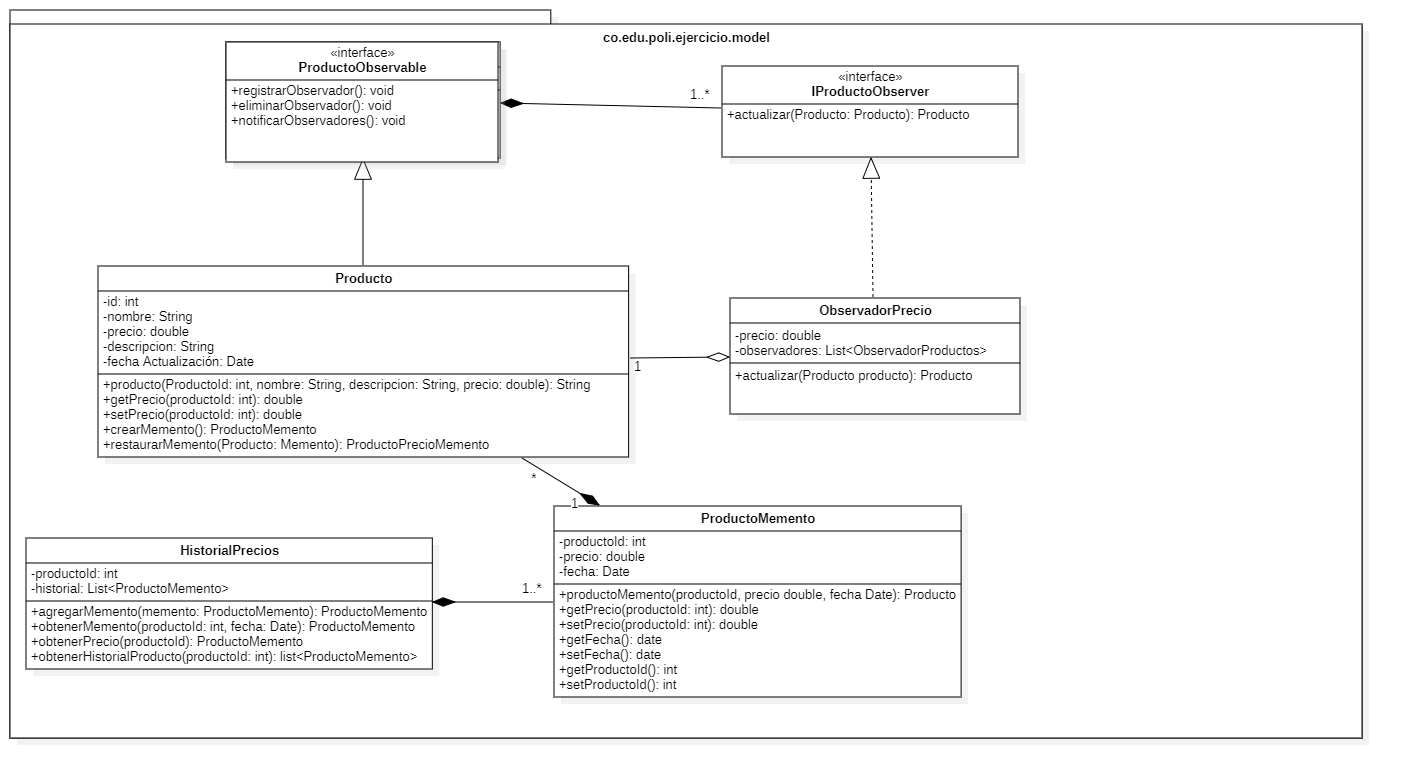 co.edu.poli.ejercicio.model
«interface»
ProductoObservable
+registrarObservador(): void
+eliminarObservador(): void
+notificarObservadores(): void
1..*
«interface»
IProductoObserver
+actualizar(Producto: Producto): Producto
Producto
-id: int
-nombre: String
-precio: double
-descripcion: String
-fecha Actualización: Date
+producto(ProductoId: int, nombre: String, descripcion: String, precio: double): String
+getPrecio(productoId: int): double
+setPrecio(productoId: int): double
+crearMemento(): ProductoMemento
+restaurarMemento(Producto: Memento): ProductoPrecioMemento
1
ObservadorPrecio
-precio: double
-observadores: List<ObservadorProductos>
+actualizar(Producto producto): Producto
*
1
HistorialPrecios
-productoId: int
-historial: List<ProductoMemento>
+agregarMemento(memento: ProductoMemento): ProductoMemento
+obtenerMemento(productoId: int, fecha: Date): ProductoMemento
+obtenerPrecio(productoId): ProductoMemento
+obtenerHistorialProducto(productoId: int): list<ProductoMemento>
1..*
ProductoMemento
-productoId: int
-precio: double
-fecha: Date
+productoMemento(productoId, precio double, fecha Date): Producto
+getPrecio(productoId: int): double
+setPrecio(productoId: int): double
+getFecha(): date
+setFecha(): date
+getProductoId(): int
+setProductoId(): int